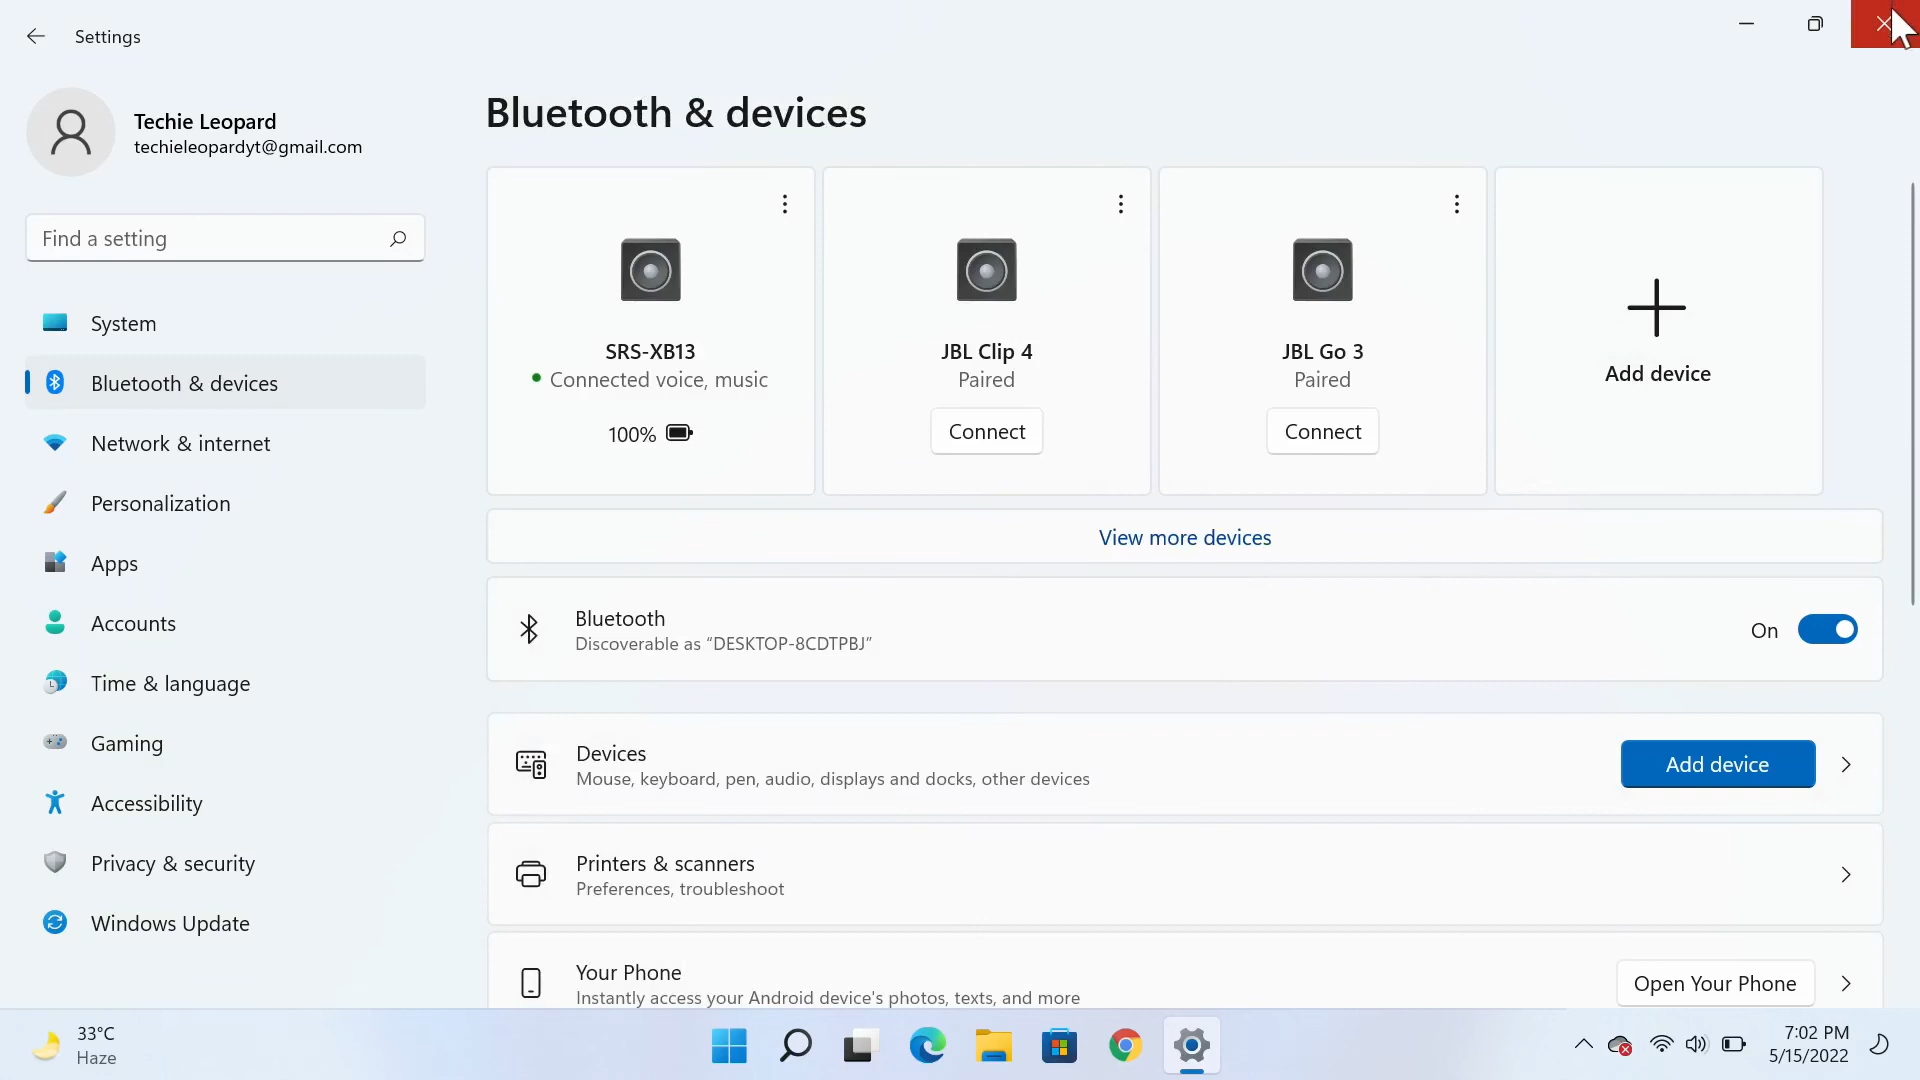 Settings
Techie Leopard
techieleopardyt@gmail.com
Find a setting
System
Bluetooth & devices
Network & internet
Personalization
Apps
Accounts
Time & language
Gaming
Accessibility
Privacy & security
Windows Update
Bluetooth & devices
SRS-XB13
Connected voice, music
100%
JBL Clip 4
Paired
Connect
JBL Go 3
Paired
Connect
Add device
View more devices
Bluetooth
Discoverable as “DESKTOP-8CDTPBJ”
On
Devices
Mouse, keyboard, pen, audio, displays and docks, other devices
Add device
Printers & scanners
Preferences, troubleshoot
Your Phone
Instantly access your Android device's photos, texts, and more
Open Your Phone
33°C
Haze
7:02 PM
5/15/2022